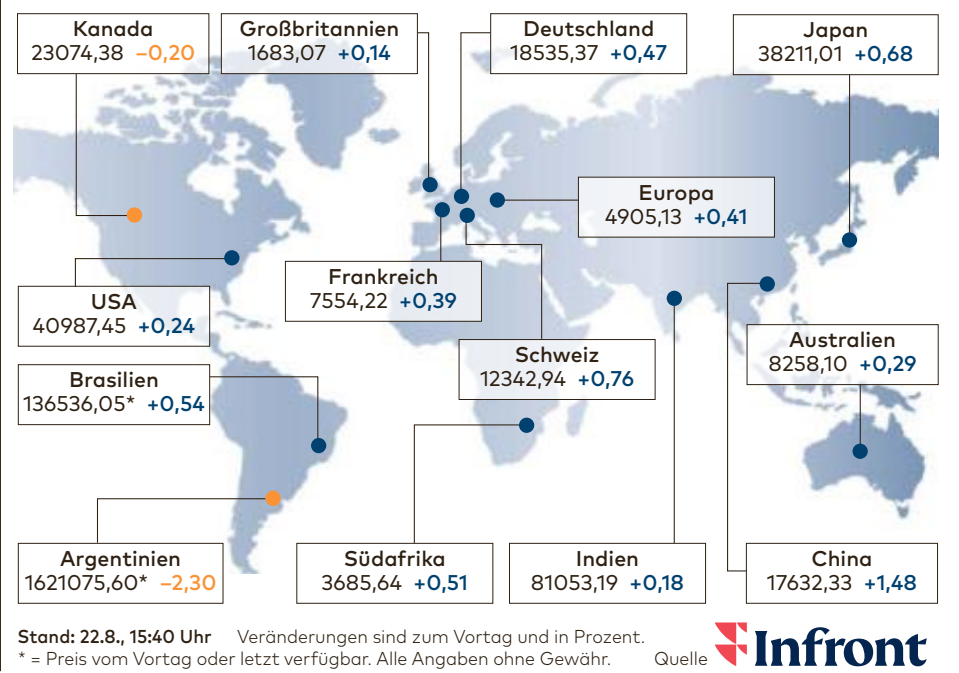 Kanada
23074,38 −0,20
Großbritannien
1683,07 +0,14
Deutschland
18535,37 +0,47
Japan
38211,01 +0,68
Europa
4905,13 +0,41
Frankreich
7554,22 +0,39
USA
40987,45 +0,24
Schweiz
12342,94 +0,76
Australien
8258,10 +0,29
Brasilien
136536,05* +0,54
Argentinien
1621075,60* −2,30
Südafrika
3685,64 +0,51
Indien
81053,19 +0,18
China
17632,33 +1,48
Stand: 22.8., 15:40 Uhr Veränderungen sind zum Vortag und in Prozent.
* = Preis vom Vortag oder letzt verfügbar. Alle Angaben ohne Gewähr. Quelle Infront